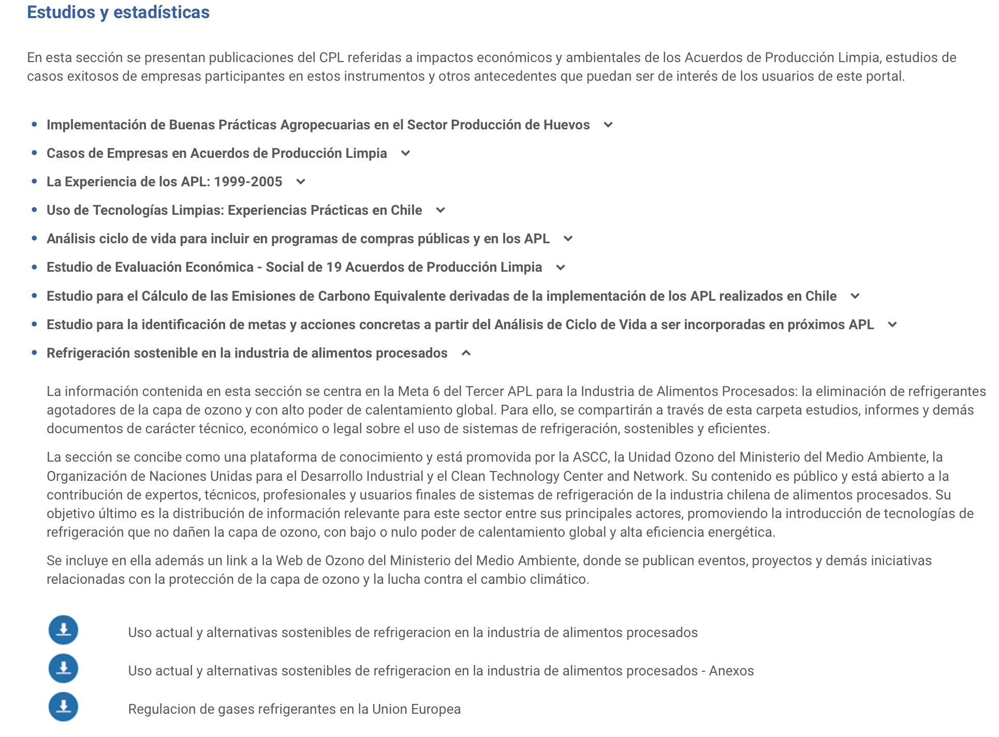 Estudios y estadísticas
En esta sección se presentan publicaciones del CPL referidas a impactos económicos y ambientales de los Acuerdos de Producción Limpia, estudios de
casos exitosos de empresas participantes en estos instrumentos y otros antecedentes que puedan ser de interés de los usuarios de este portal.
Implementación de Buenas Prácticas Agropecuarias en el Sector Producción de Huevos
Casos de Empresas en Acuerdos de Producción Limpia
La Experiencia de los APL: 1999-2005
Uso de Tecnologías Limpias: Experiencias Prácticas en Chile
Análisis ciclo de vida para incluir en programas de compras públicas y en los APL
Estudio de Evaluación Económica - Social de 19 Acuerdos de Producción Limpia
Estudio para el Cálculo de las Emisiones de Carbono Equivalente derivadas de la implementación de los APL realizados en Chile
Estudio para la identificación de metas y acciones concretas a partir del Análisis de Ciclo de Vida a ser incorporadas en próximos APL
Refrigeración sostenible en la industria de alimentos procesados
La información contenida en esta sección se centra en la Meta 6 del Tercer APL para la Industria de Alimentos Procesados: la eliminación de refrigerantes
agotadores de la capa de ozono y con alto poder de calentamiento global. Para ello, se compartirán a través de esta carpeta estudios, informes y demás
documentos de carácter técnico, económico o legal sobre el uso de sistemas de refrigeración, sostenibles y eficientes.
La sección se concibe como una plataforma de conocimiento y está promovida por la ASCC, la Unidad Ozono del Ministerio del Medio Ambiente, la
Organización de Naciones Unidas para el Desarrollo Industrial y el Clean Technology Center and Network. Su contenido es público y está abierto a la
contribución de expertos, técnicos, profesionales y usuarios finales de sistemas de refrigeración de la industria chilena de alimentos procesados. Su
objetivo último es la distribución de información relevante para este sector entre sus principales actores, promoviendo la introducción de tecnologías de
refrigeración que no dañen la capa de ozono, con bajo o nulo poder de calentamiento global y alta eficiencia energética.
Se incluye en ella además un link a la Web de Ozono del Ministerio del Medio Ambiente, donde se publican eventos, proyectos y demás iniciativas
relacionadas con la protección de la capa de ozono y la lucha contra el cambio climático.
Uso actual y alternativas sostenibles de refrigeracion en la industria de alimentos procesados
Uso actual y alternativas sostenibles de refrigeracion en la industria de alimentos procesados - Anexos
Regulacion de gases refrigerantes en la Union Europea